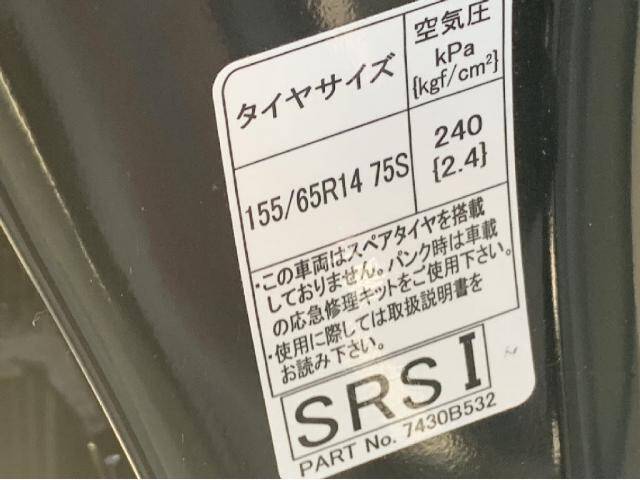 タイヤサイズ
空気圧
kPa
{kgf/cm²}
155/65R14 75S
240
{2.4}
・この車両はスペアタイヤを搭載
しておりません。パンク時は車載
の応急修理キットをご使用下さい。
・使用に際しては取扱説明書を
お読み下さい。
SRS I
PART No. 7430B532